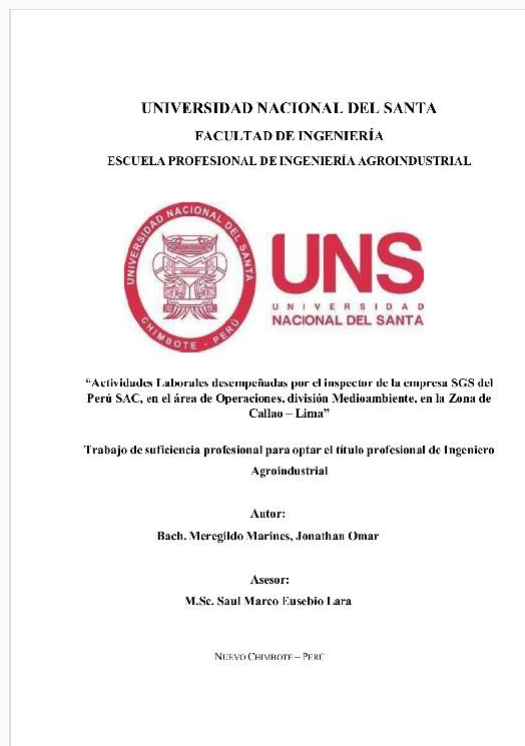 UNIVERSIDAD NACIONAL DEL SANTA
FACULTAD DE INGENIERÍA
ESCUELA PROFESIONAL DE INGENIERÍA AGROINDUSTRIAL
UNIVERSIDAD NACIONAL DEL SANTA
CHIMBOTE - PERÚ
UNS
UNIVERSIDAD
NACIONAL DEL SANTA
“Actividades Laborales desempeñadas por el inspector de la empresa SGS del
Perú SAC, en el área de Operaciones, división Medioambiente, en la Zona de
Callao – Lima”
Trabajo de suficiencia profesional para optar el título profesional de Ingeniero
Agroindustrial
Autor:
Bach. Meregildo Marines, Jonathan Omar
Asesor:
M.Sc. Saul Marco Eusebio Lara
NUEVO CHIMBOTE – PERÚ